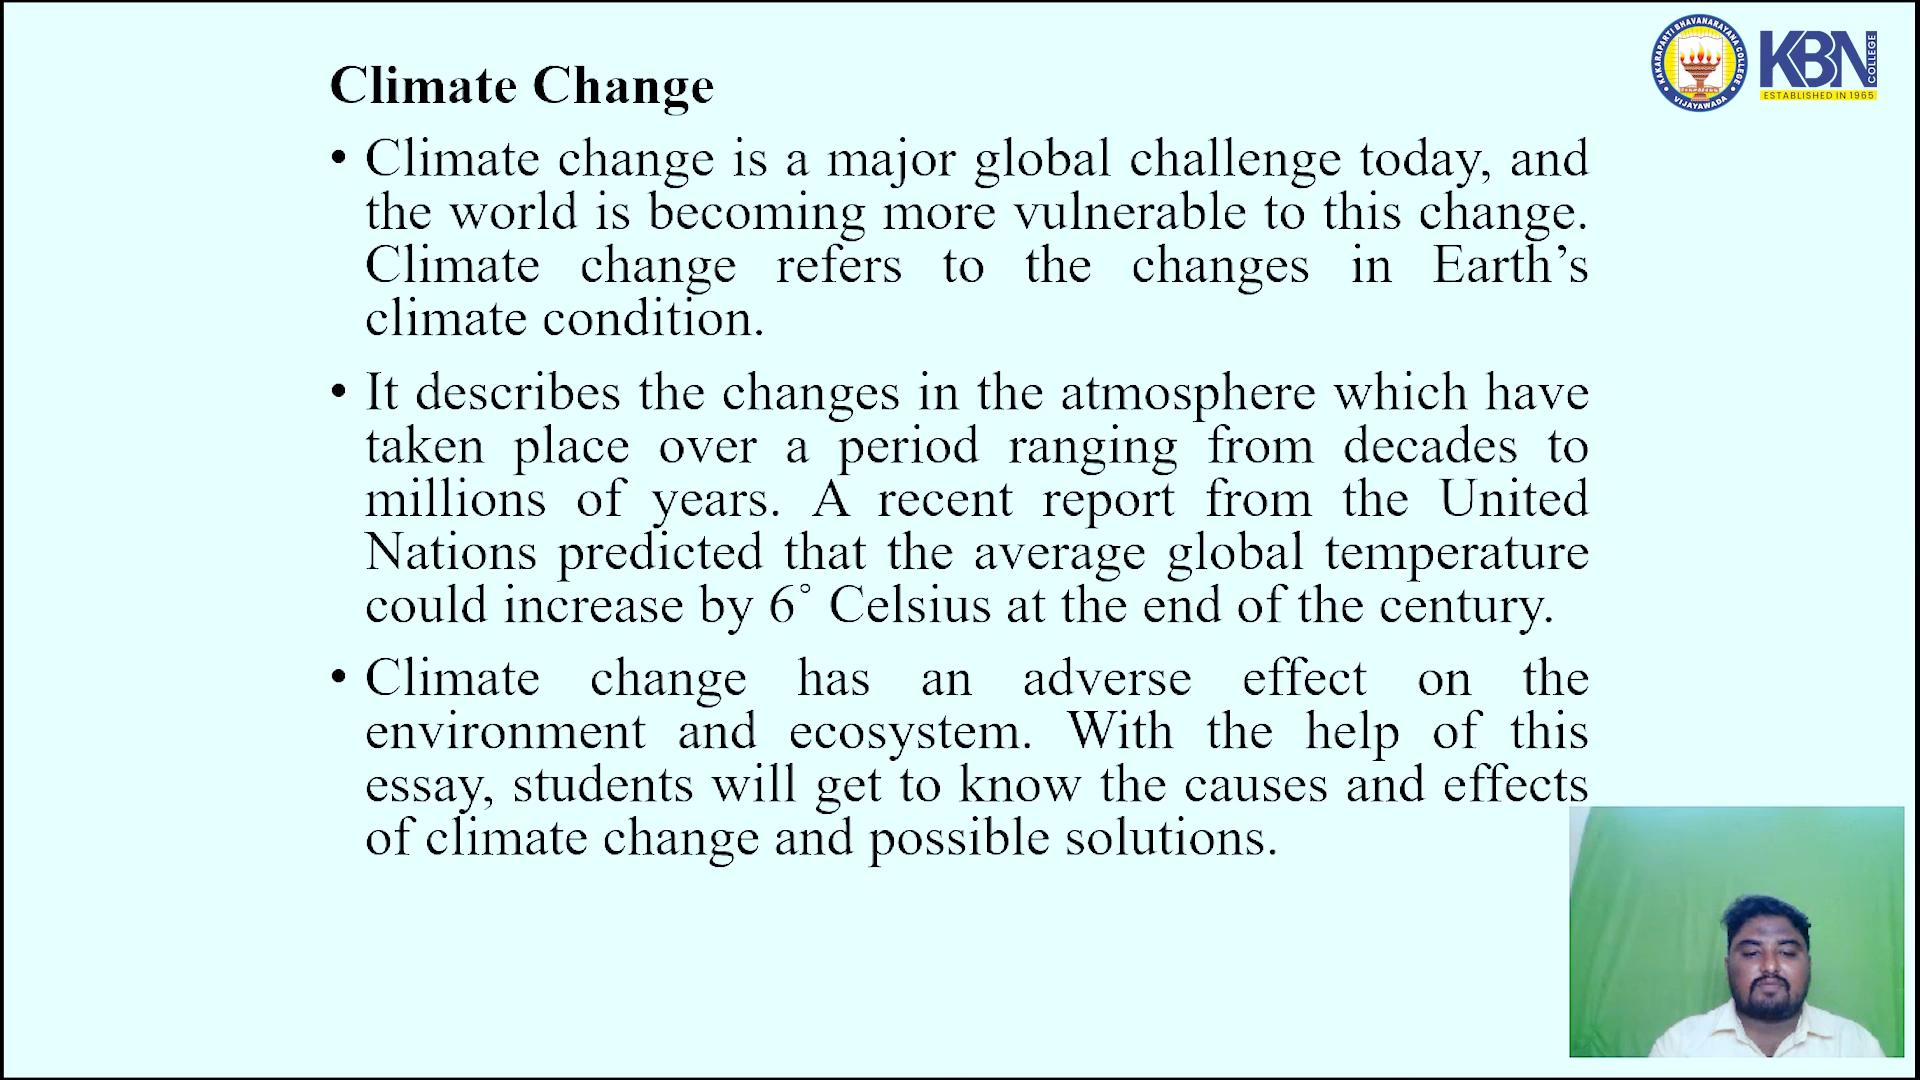 Climate Change
• Climate change is a major global challenge today, and
the world is becoming more vulnerable to this change.
Climate change refers to the changes in Earth’s
climate condition.
• It describes the changes in the atmosphere which have
taken place over a period ranging from decades to
millions of years. A recent report from the United
Nations predicted that the average global temperature
could increase by 6˚ Celsius at the end of the century.
• Climate change has an adverse effect on the
environment and ecosystem. With the help of this
essay, students will get to know the causes and effects
of climate change and possible solutions.
KAKARAPARTI BHAVANARAYANA COLLEGE
VIJAYAWADA
KBN
COLLEGE
ESTABLISHED IN 1965